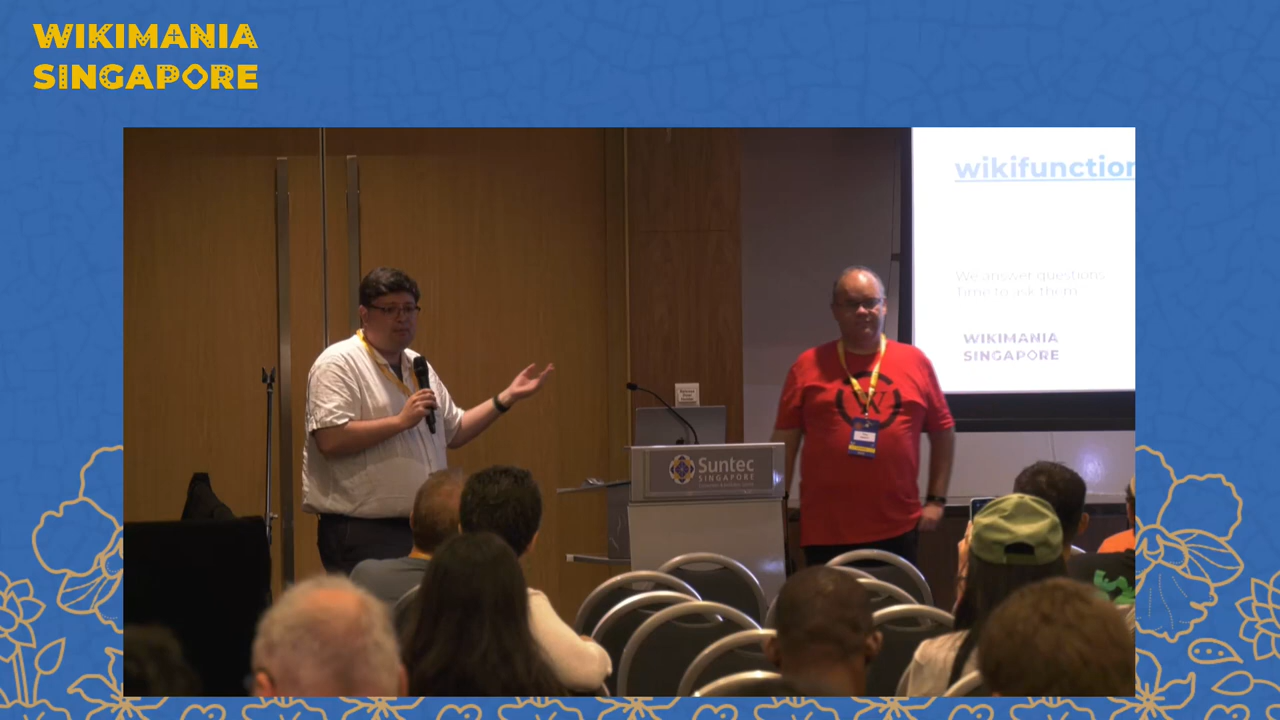 WIKIMANIA
SINGAPORE
wikifunction
We answer questions
Time to ask them
WIKIMANIA
SINGAPORE
Suntec
SINGAPORE
W